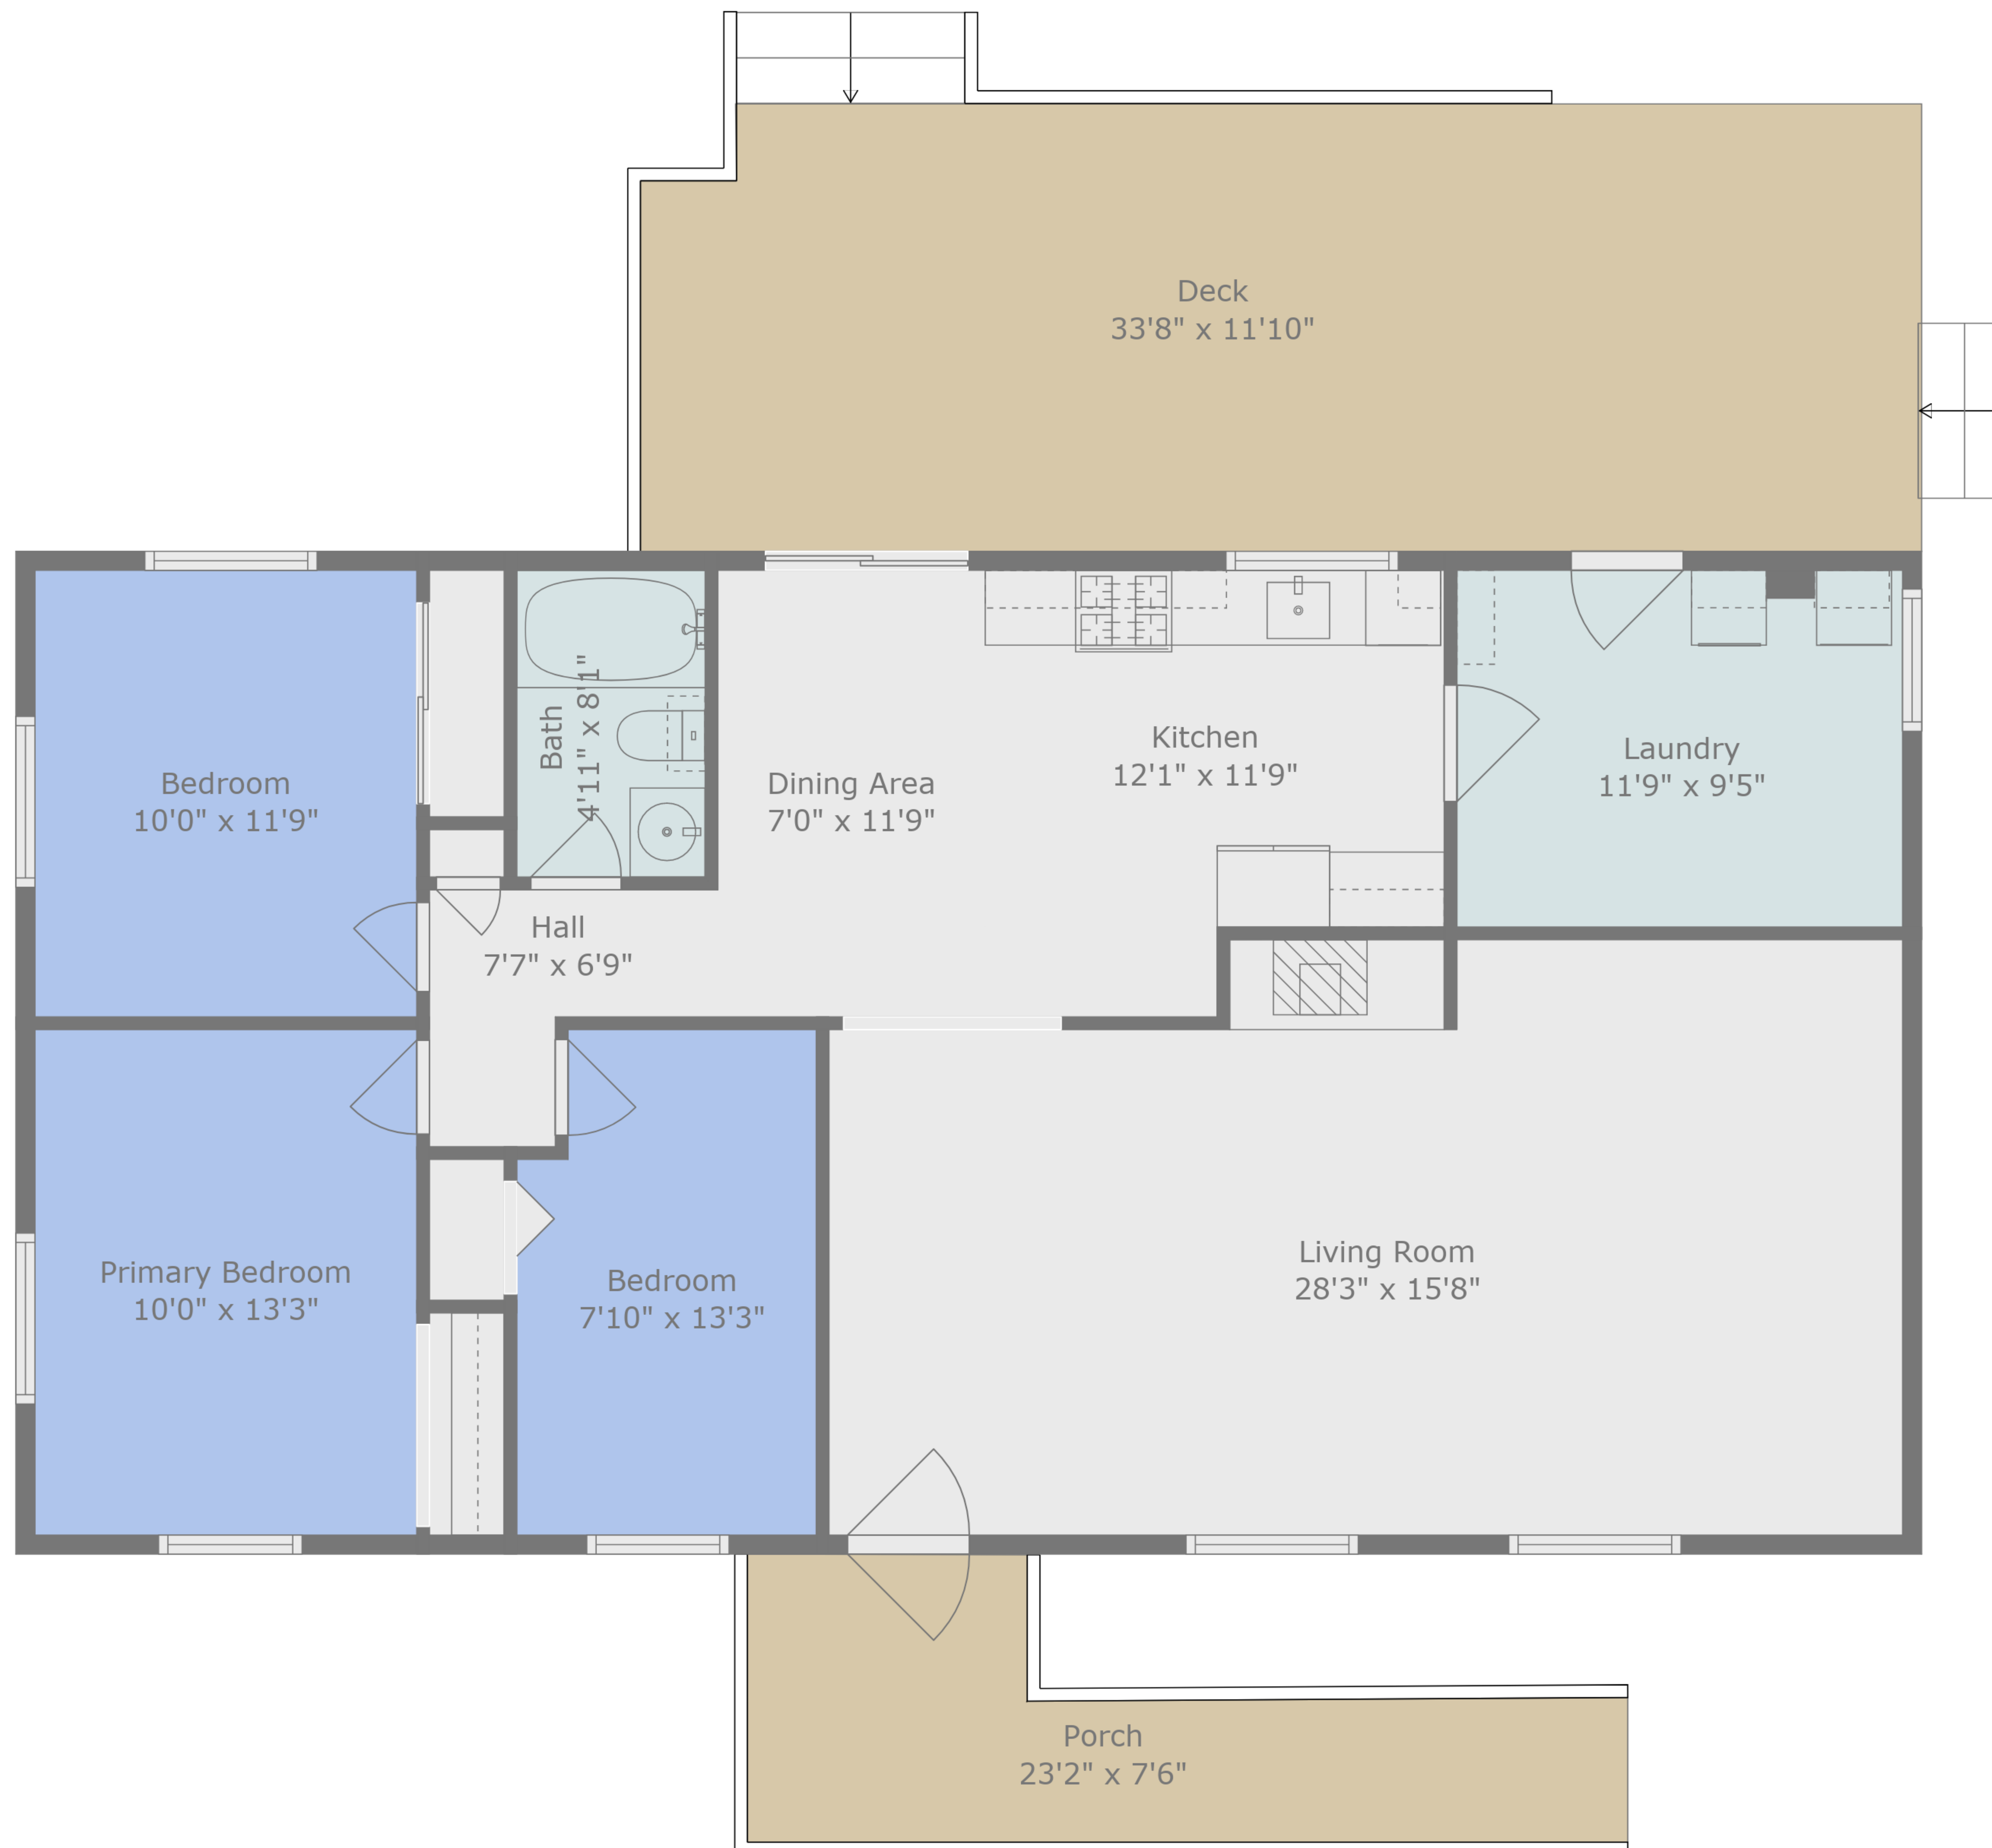 Deck
33'8" x 11'10"
Bedroom
10'0" x 11'9"
Bath
4'11" x 8'1"
Dining Area
7'0" x 11'9"
Kitchen
12'1" x 11'9"
Laundry
11'9" x 9'5"
Hall
7'7" x 6'9"
Primary Bedroom
10'0" x 13'3"
Bedroom
7'10" x 13'3"
Living Room
28'3" x 15'8"
Porch
23'2" x 7'6"